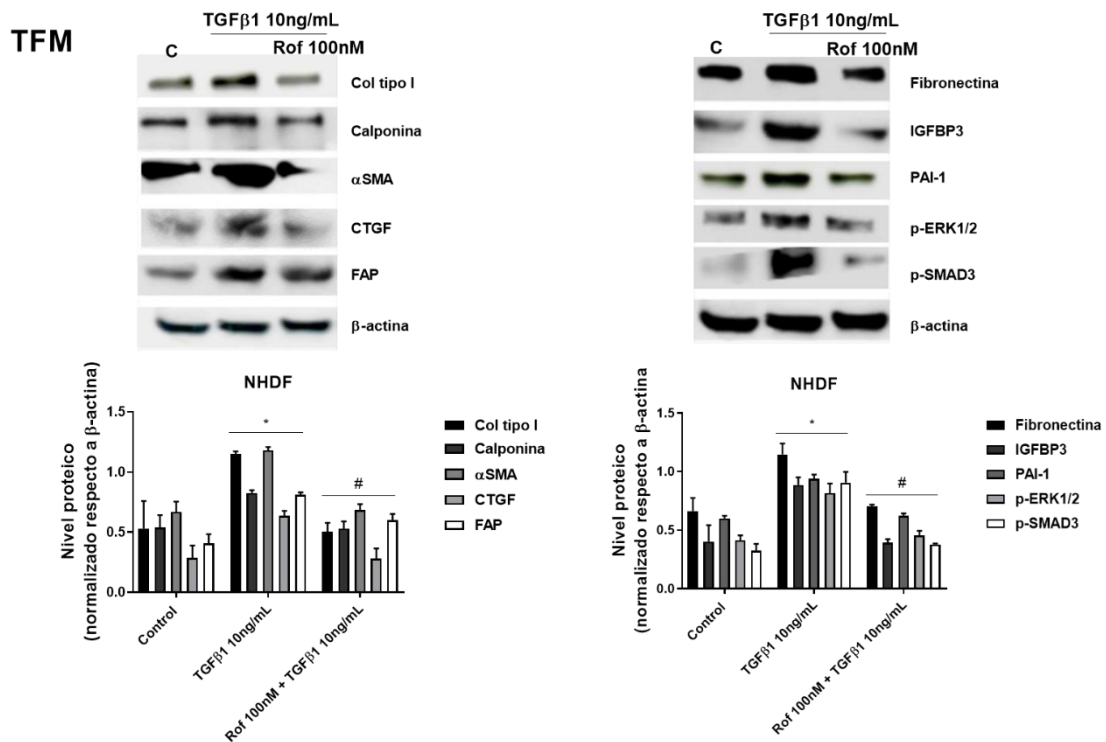 TFM
TGFβ1 10ng/mL
C
Rof 100nM
Col tipo I
Calponina
αSMA
CTGF
FAP
β-actina
TGFβ1 10ng/mL
C
Rof 100nM
Fibronectina
IGFBP3
PAI-1
p-ERK1/2
p-SMAD3
β-actina
NHDF
Nivel proteico
(normalizado respecto a β-actina)
1.5
1.0
0.5
0.0
*
#
Control
TGFβ1 10ng/mL
Rof 100nM + TGFβ1 10ng/mL
Col tipo I
Calponina
αSMA
CTGF
FAP
NHDF
Nivel proteico
(normalizado respecto a β-actina)
1.5
1.0
0.5
0.0
*
#
Control
TGFβ1 10ng/mL
Rof 100nM + TGFβ1 10ng/mL
Fibronectina
IGFBP3
PAI-1
p-ERK1/2
p-SMAD3